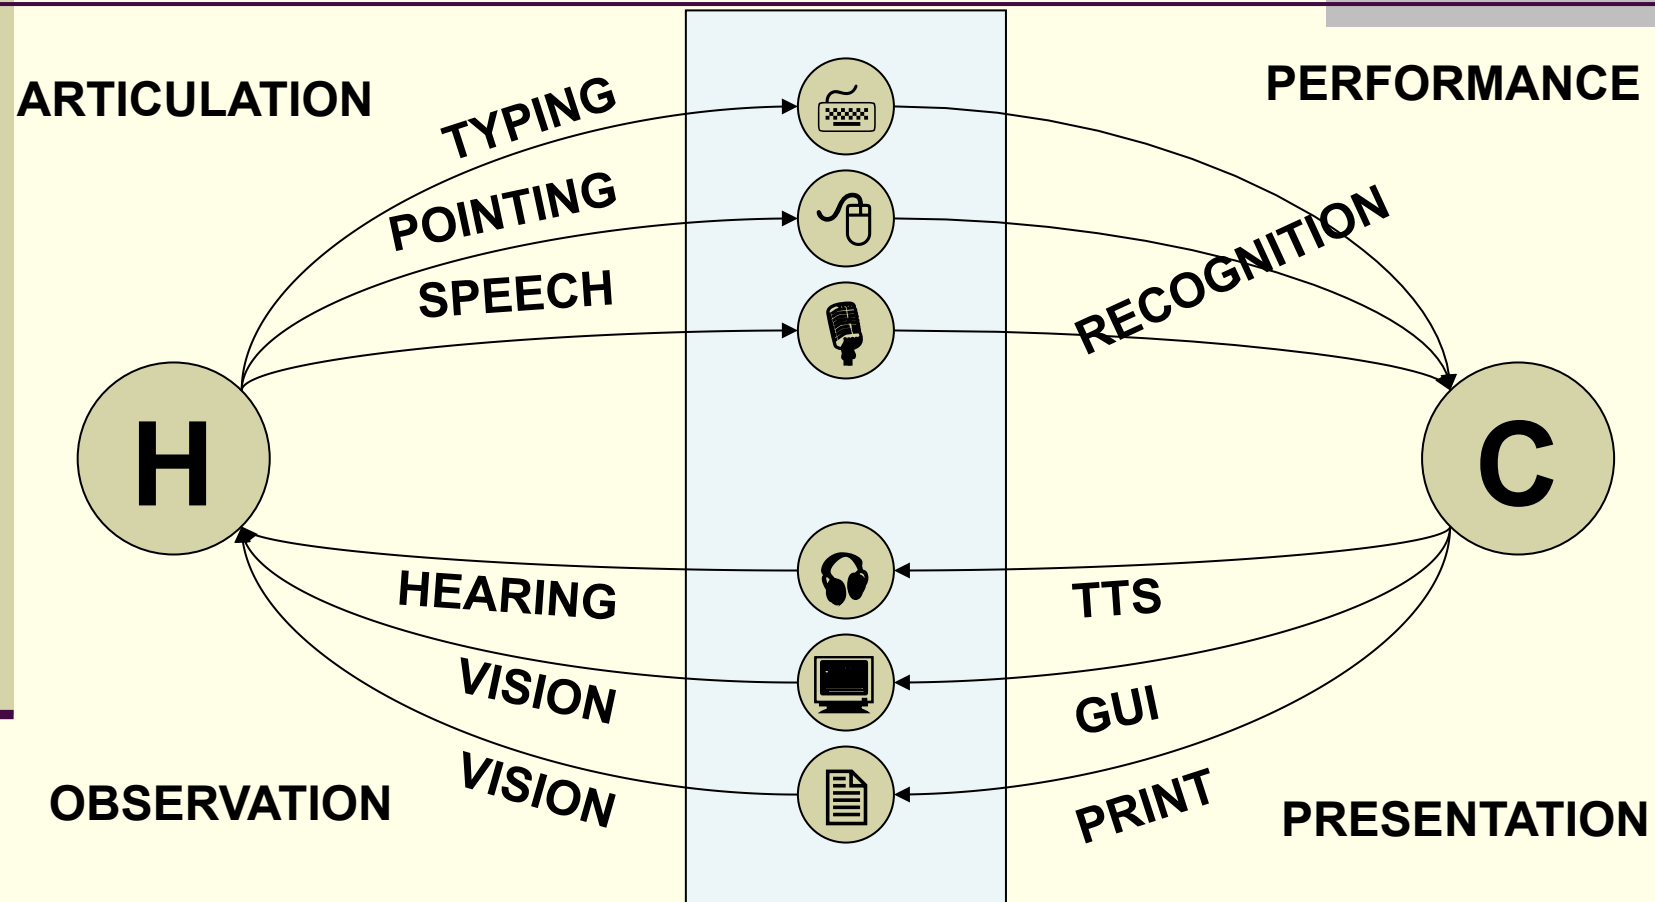 ARTICULATION
PERFORMANCE
TYPING
POINTING
SPEECH
RECOGNITION
H
C
HEARING
TTS
VISION
GUI
VISION
PRINT
OBSERVATION
PRESENTATION